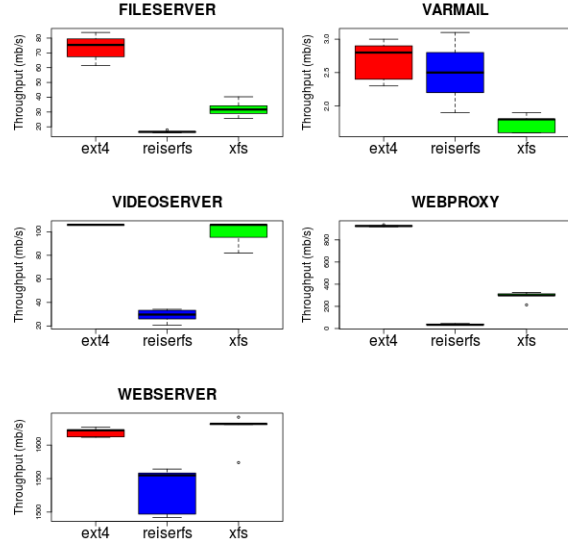 FILESERVER
Throughput (mb/s)
20 30 40 50 60 70 80
ext4 reiserfs xfs
VARMAIL
Throughput (mb/s)
2.0 2.5 3.0
ext4 reiserfs xfs
VIDEOSERVER
Throughput (mb/s)
20 40 60 80 100
ext4 reiserfs xfs
WEBPROXY
Throughput (mb/s)
0 200 400 600 800
ext4 reiserfs xfs
WEBSERVER
Throughput (mb/s)
1500 1550 1600
ext4 reiserfs xfs